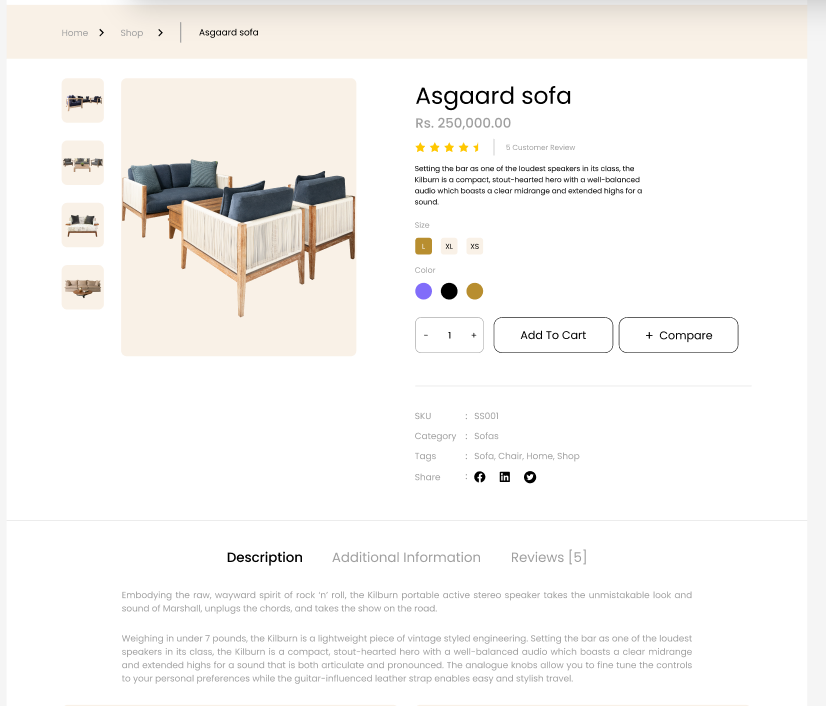 Home > Shop > Asgaard sofa
Asgaard sofa
Rs. 250,000.00
5 Customer Review
Setting the bar as one of the loudest speakers in its class, the
Kilburn is a compact, stout-hearted hero with a well-balanced
audio which boasts a clear midrange and extended highs for a
sound.
Size
L XL XS
Color
- 1 + Add To Cart + Compare
SKU : SS001
Category : Sofas
Tags : Sofa, Chair, Home, Shop
Share :
Description Additional Information Reviews [5]
Embodying the raw, wayward spirit of rock ‘n’ roll, the Kilburn portable active stereo speaker takes the unmistakable look and
sound of Marshall, unplugs the chords, and takes the show on the road.
Weighing in under 7 pounds, the Kilburn is a lightweight piece of vintage styled engineering. Setting the bar as one of the loudest
speakers in its class, the Kilburn is a compact, stout-hearted hero with a well-balanced audio which boasts a clear midrange
and extended highs for a sound that is both articulate and pronounced. The analogue knobs allow you to fine tune the controls
to your personal preferences while the guitar-influenced leather strap enables easy and stylish travel.